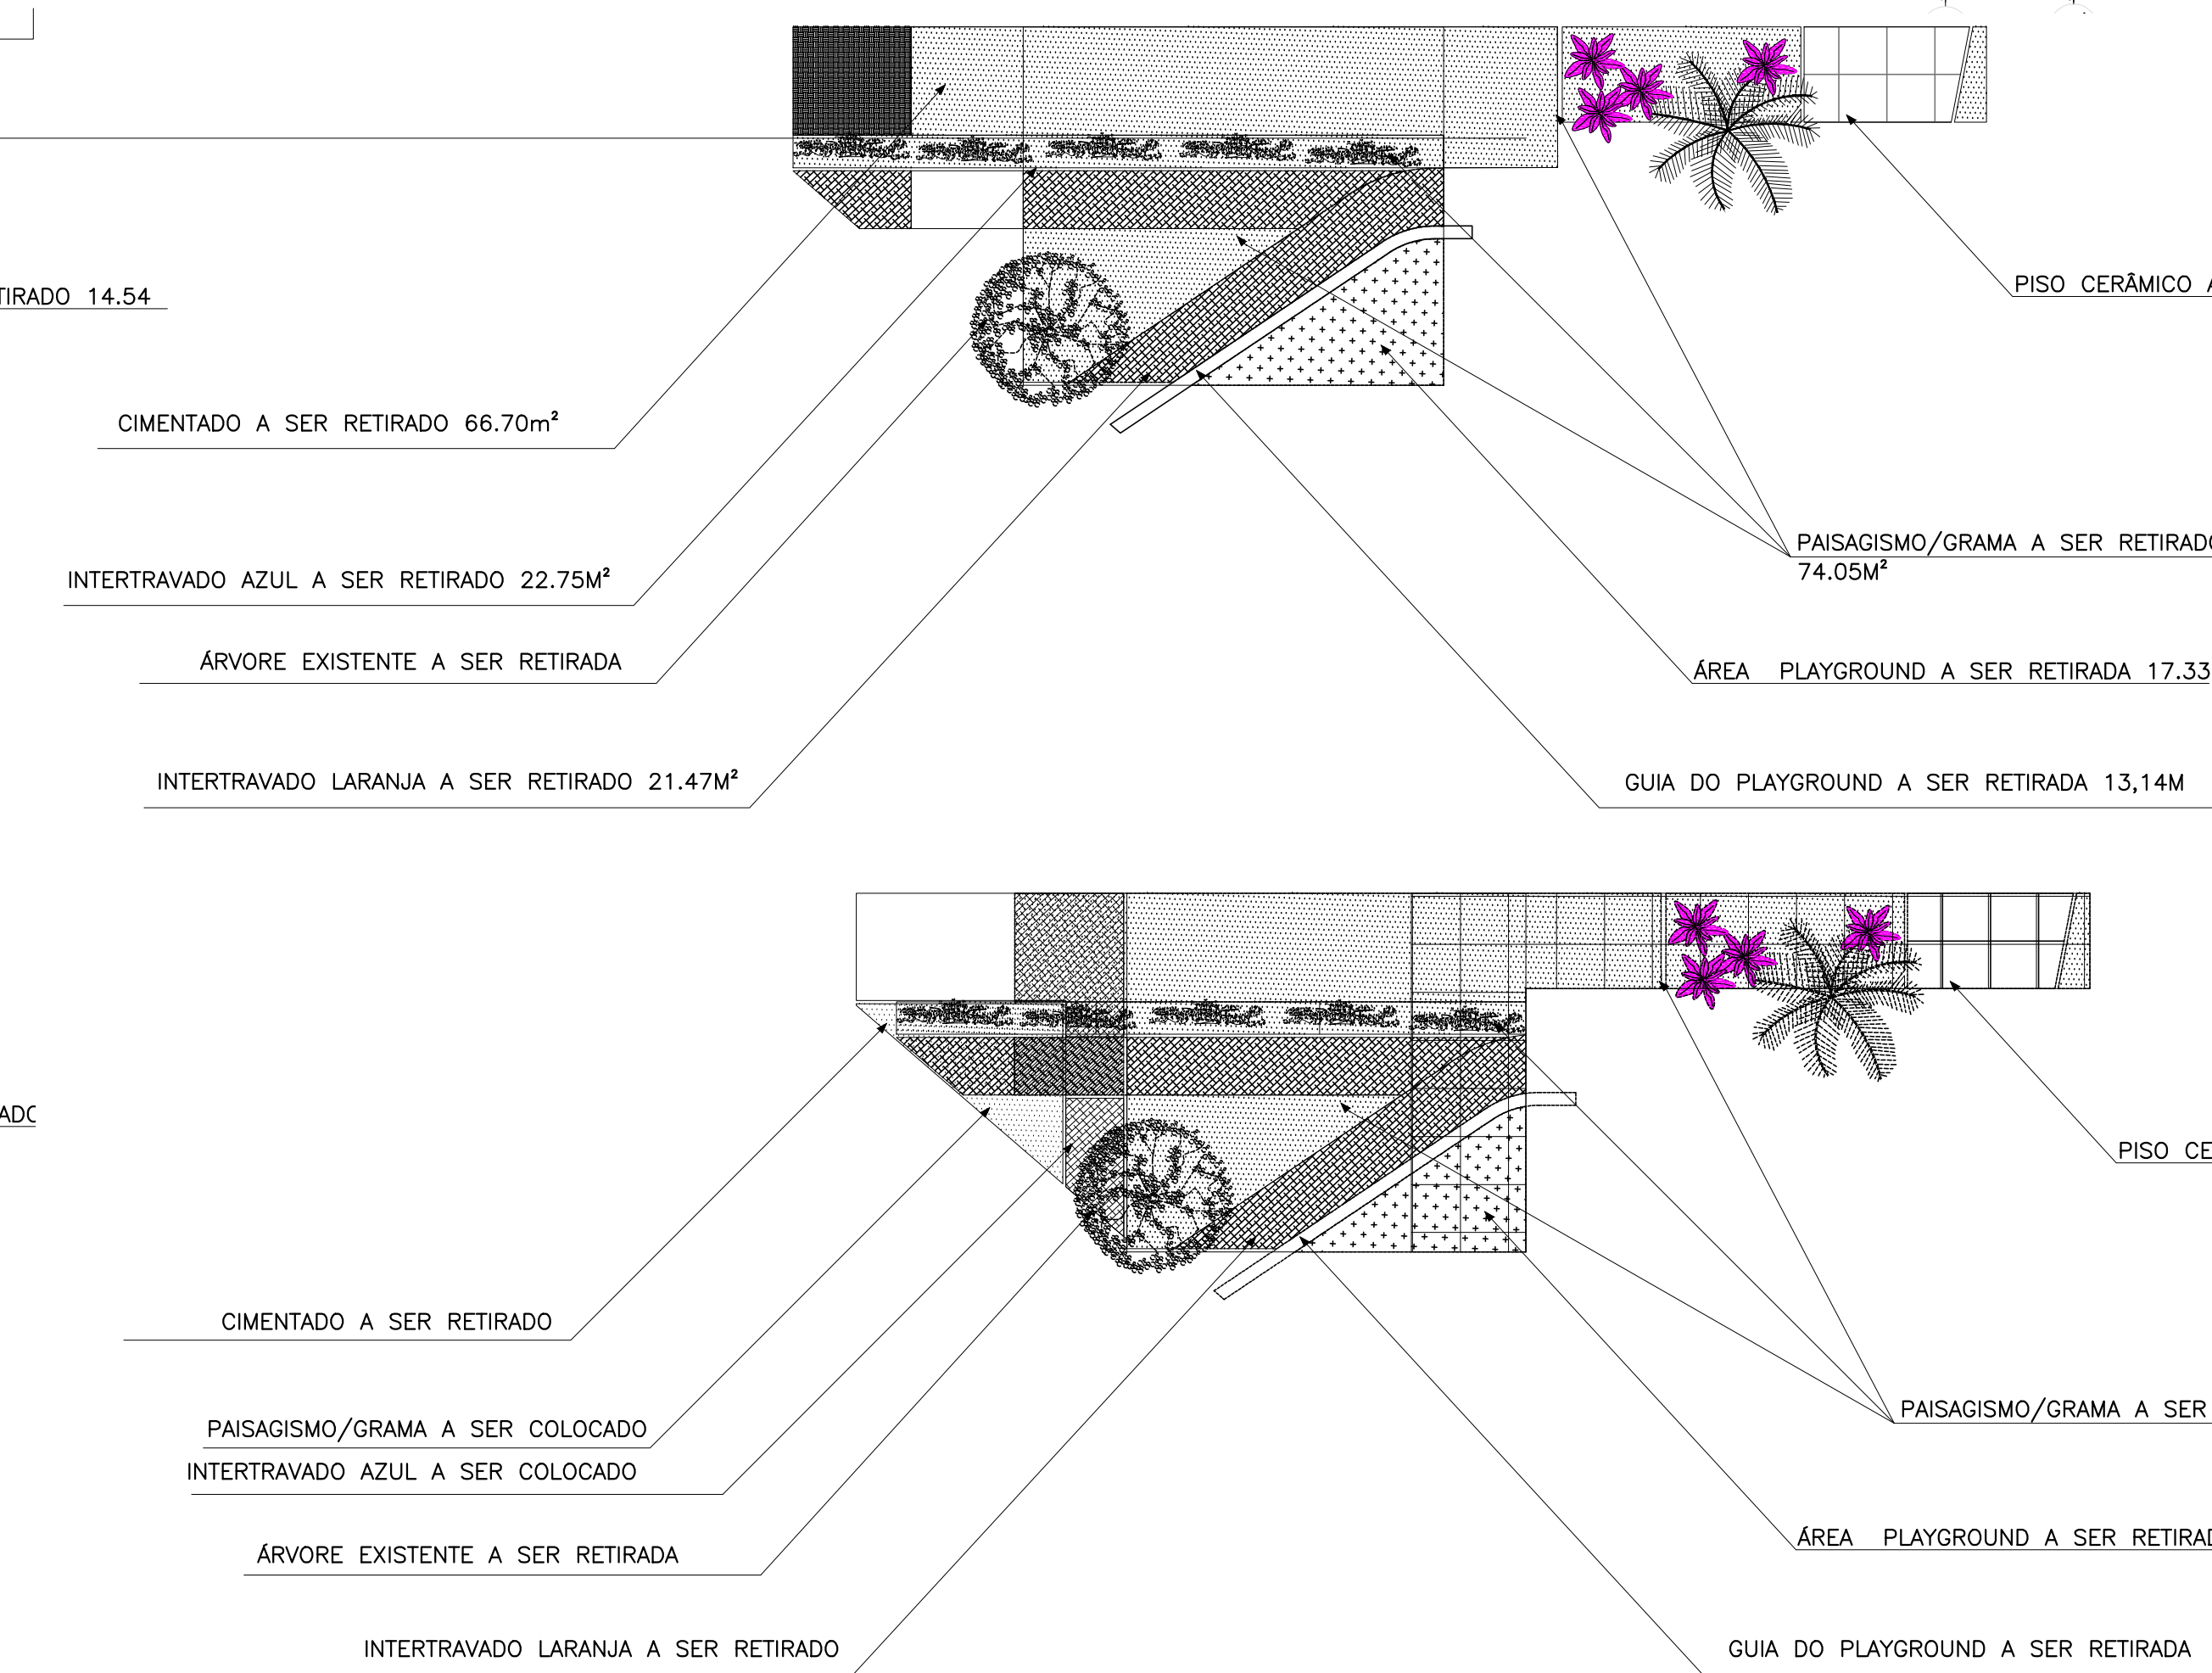 TIRADO 14.54
PISO CERÂMICO
CIMENTADO A SER RETIRADO 66.70m²
PAISAGISMO/GRAMA A SER RETIRADO
74.05M²
INTERTRAVADO AZUL A SER RETIRADO 22.75M²
ÁRVORE EXISTENTE A SER RETIRADA
ÁREA PLAYGROUND A SER RETIRADA 17.33
INTERTRAVADO LARANJA A SER RETIRADO 21.47M²
GUIA DO PLAYGROUND A SER RETIRADA 13,14M
PISO CE
CIMENTADO A SER RETIRADO
PAISAGISMO/GRAMA A SER
PAISAGISMO/GRAMA A SER COLOCADO
INTERTRAVADO AZUL A SER COLOCADO
ÁREA PLAYGROUND A SER RETIRAD
ÁRVORE EXISTENTE A SER RETIRADA
INTERTRAVADO LARANJA A SER RETIRADO
GUIA DO PLAYGROUND A SER RETIRADA